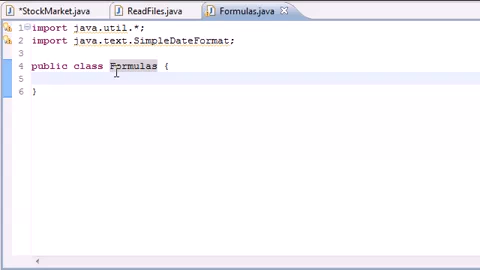 *StockMarket.java ReadFiles.java Formulas.java
1 import java.util.*;
2 import java.text.SimpleDateFormat;
3
4 public class Formulas {
5
6 }